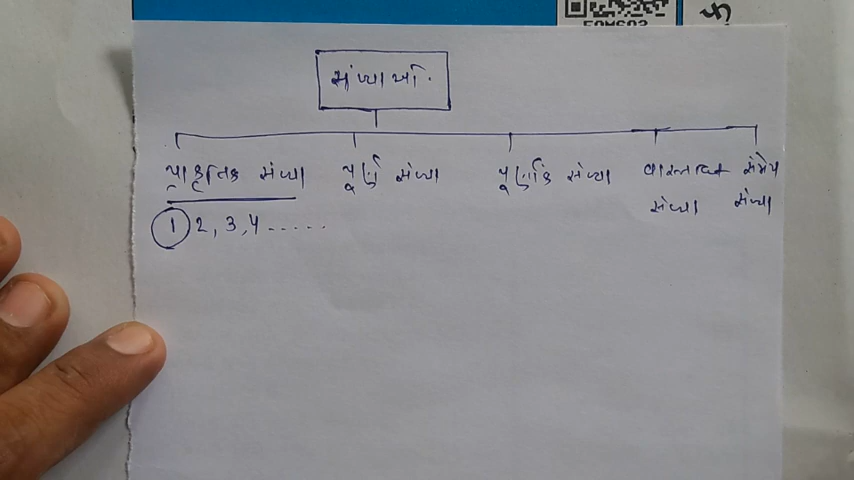 સંખ્યાઓ.
પ્રાકૃતિક સંખ્યા
પૂર્ણ સંખ્યા
પૂર્ણાંક સંખ્યા
વાસ્તવિક સંખ્યા
સંમેય સંખ્યા
1 2, 3, 4 - - - - -